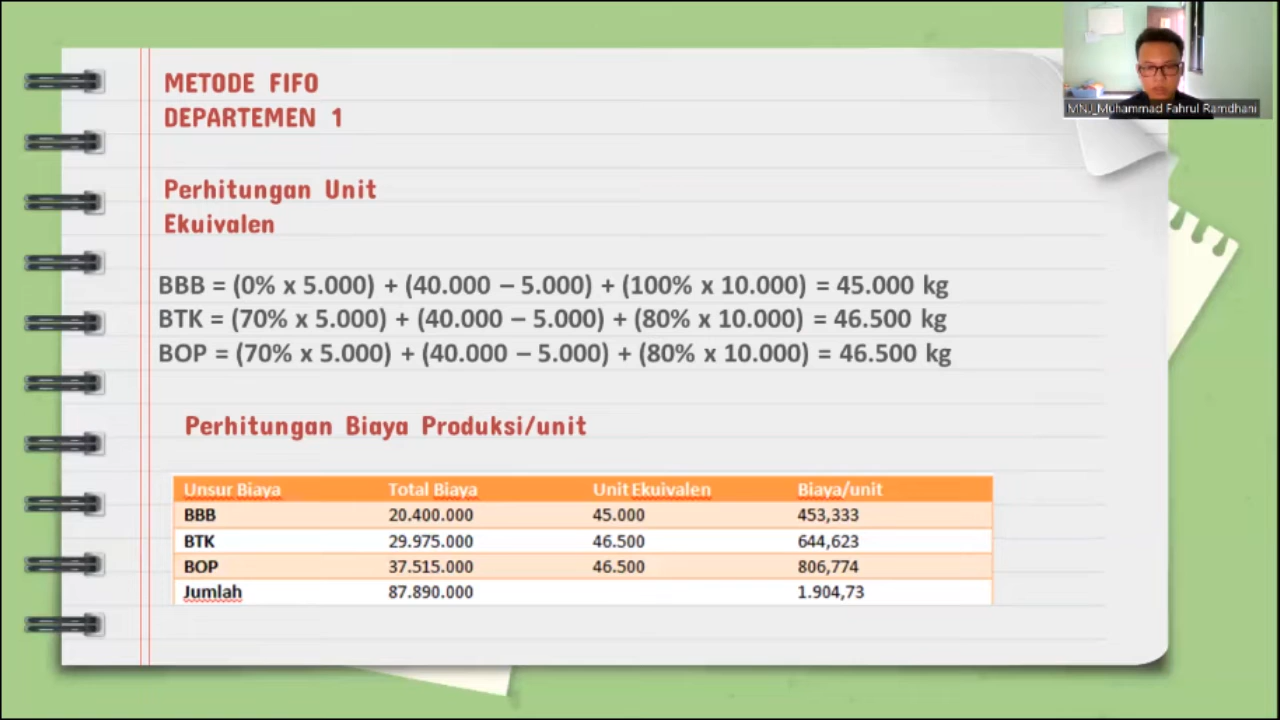 METODE FIFO
DEPARTEMEN 1
MNJ_Muhammad Fahrul Ramdhani
Perhitungan Unit
Ekuivalen
BBB = (0% x 5.000) + (40.000 – 5.000) + (100% x 10.000) = 45.000 kg
BTK = (70% x 5.000) + (40.000 – 5.000) + (80% x 10.000) = 46.500 kg
BOP = (70% x 5.000) + (40.000 – 5.000) + (80% x 10.000) = 46.500 kg
Perhitungan Biaya Produksi/unit
Unsur Biaya Total Biaya Unit Ekuivalen Biaya/unit
BBB 20.400.000 45.000 453,333
BTK 29.975.000 46.500 644,623
BOP 37.515.000 46.500 806,774
Jumlah 87.890.000 1.904,73